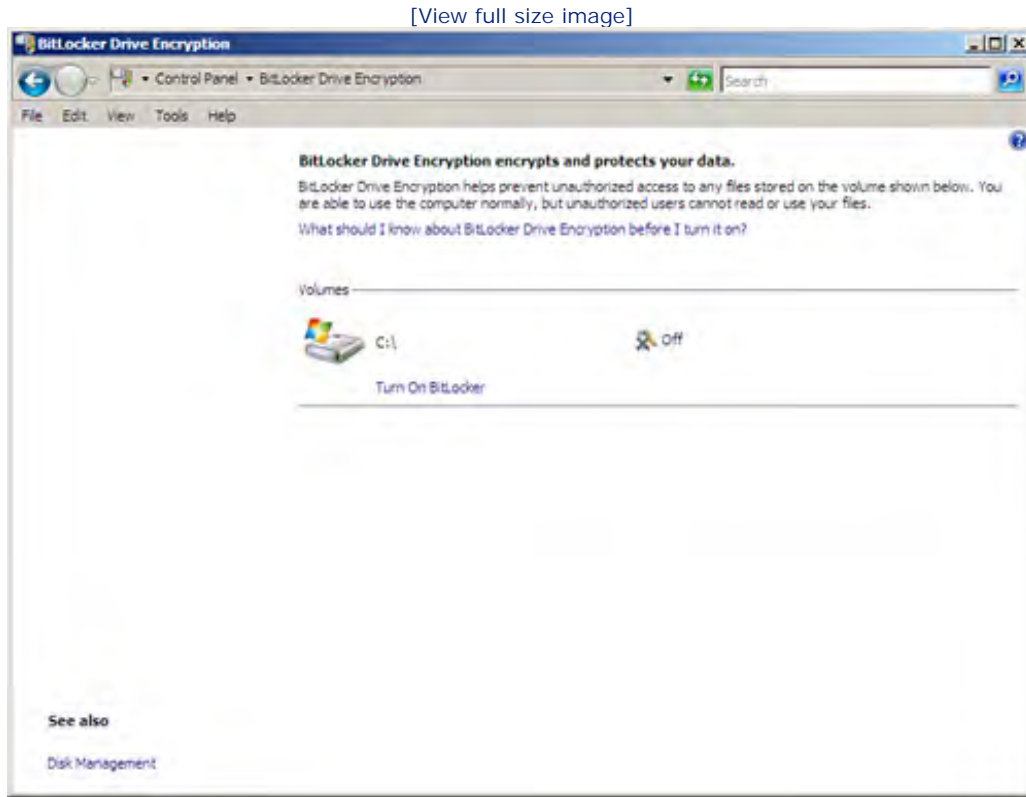 [View full size image]
BitLocker Drive Encryption
Control Panel BitLocker Drive Encryption Search
File Edit View Tools Help
BitLocker Drive Encryption encrypts and protects your data.
BitLocker Drive Encryption helps prevent unauthorized access to any files stored on the volume shown below. You
are able to use the computer normally, but unauthorized users cannot read or use your files.
What should I know about BitLocker Drive Encryption before I turn it on?
Volumes
C:\ Off
Turn On BitLocker
See also
Disk Management